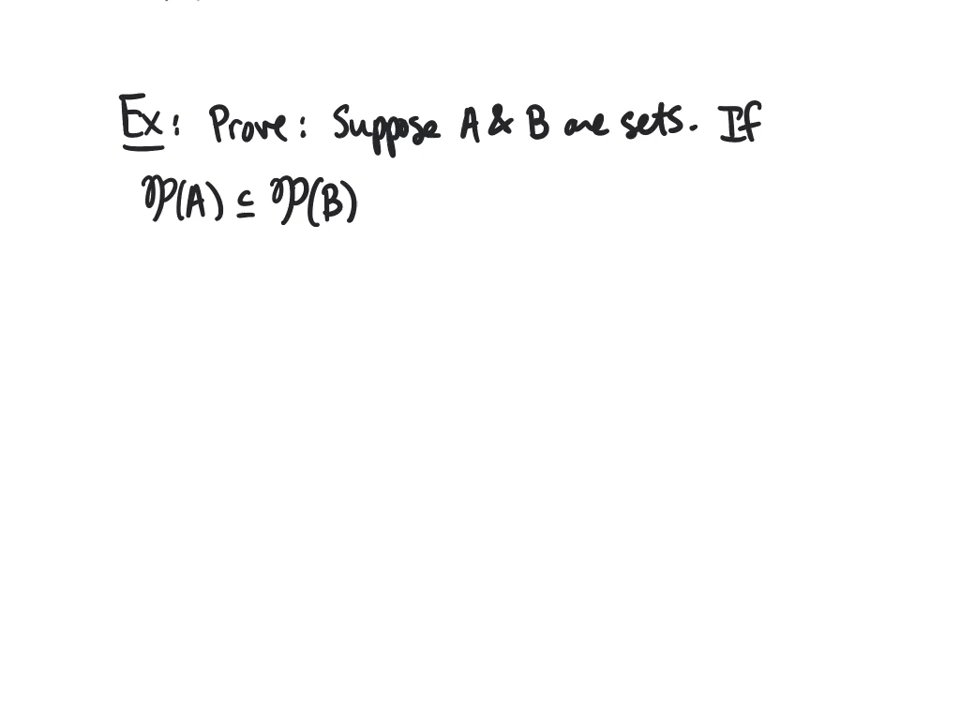 Ex: Prove: Suppose A & B are sets. If
𝒫(A) ⊆ 𝒫(B)